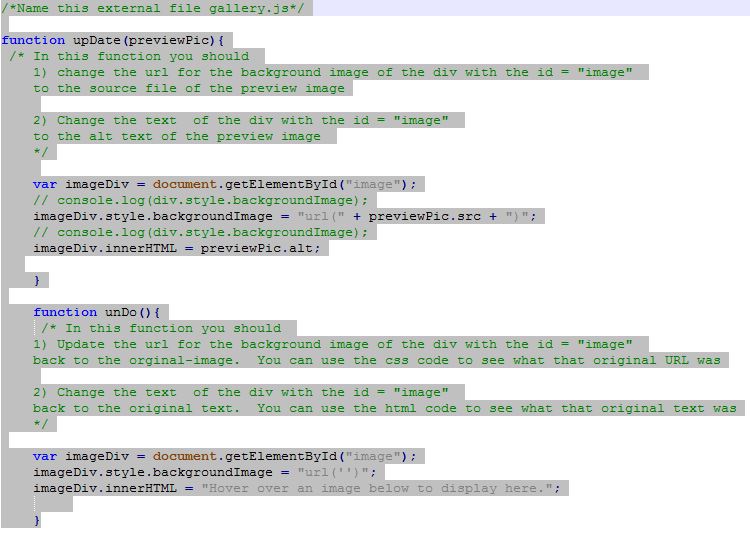 /*Name this external file gallery.js*/
function upDate(previewPic){
/* In this function you should
1) change the url for the background image of the div with the id = "image"
to the source file of the preview image
2) Change the text  of the div with the id = "image"
to the alt text of the preview image
*/
var imageDiv = document.getElementById("image");
// console.log(div.style.backgroundImage);
imageDiv.style.backgroundImage = "url(" + previewPic.src + ")";
// console.log(div.style.backgroundImage);
imageDiv.innerHTML = previewPic.alt;
}
function unDo(){
/* In this function you should
1) Update the url for the background image of the div with the id = "image"
back to the orginal-image.  You can use the css code to see what that original URL was
2) Change the text  of the div with the id = "image"
back to the original text.  You can use the html code to see what that original text was
*/
var imageDiv = document.getElementById("image");
imageDiv.style.backgroundImage = "url('')";
imageDiv.innerHTML = "Hover over an image below to display here.";
}